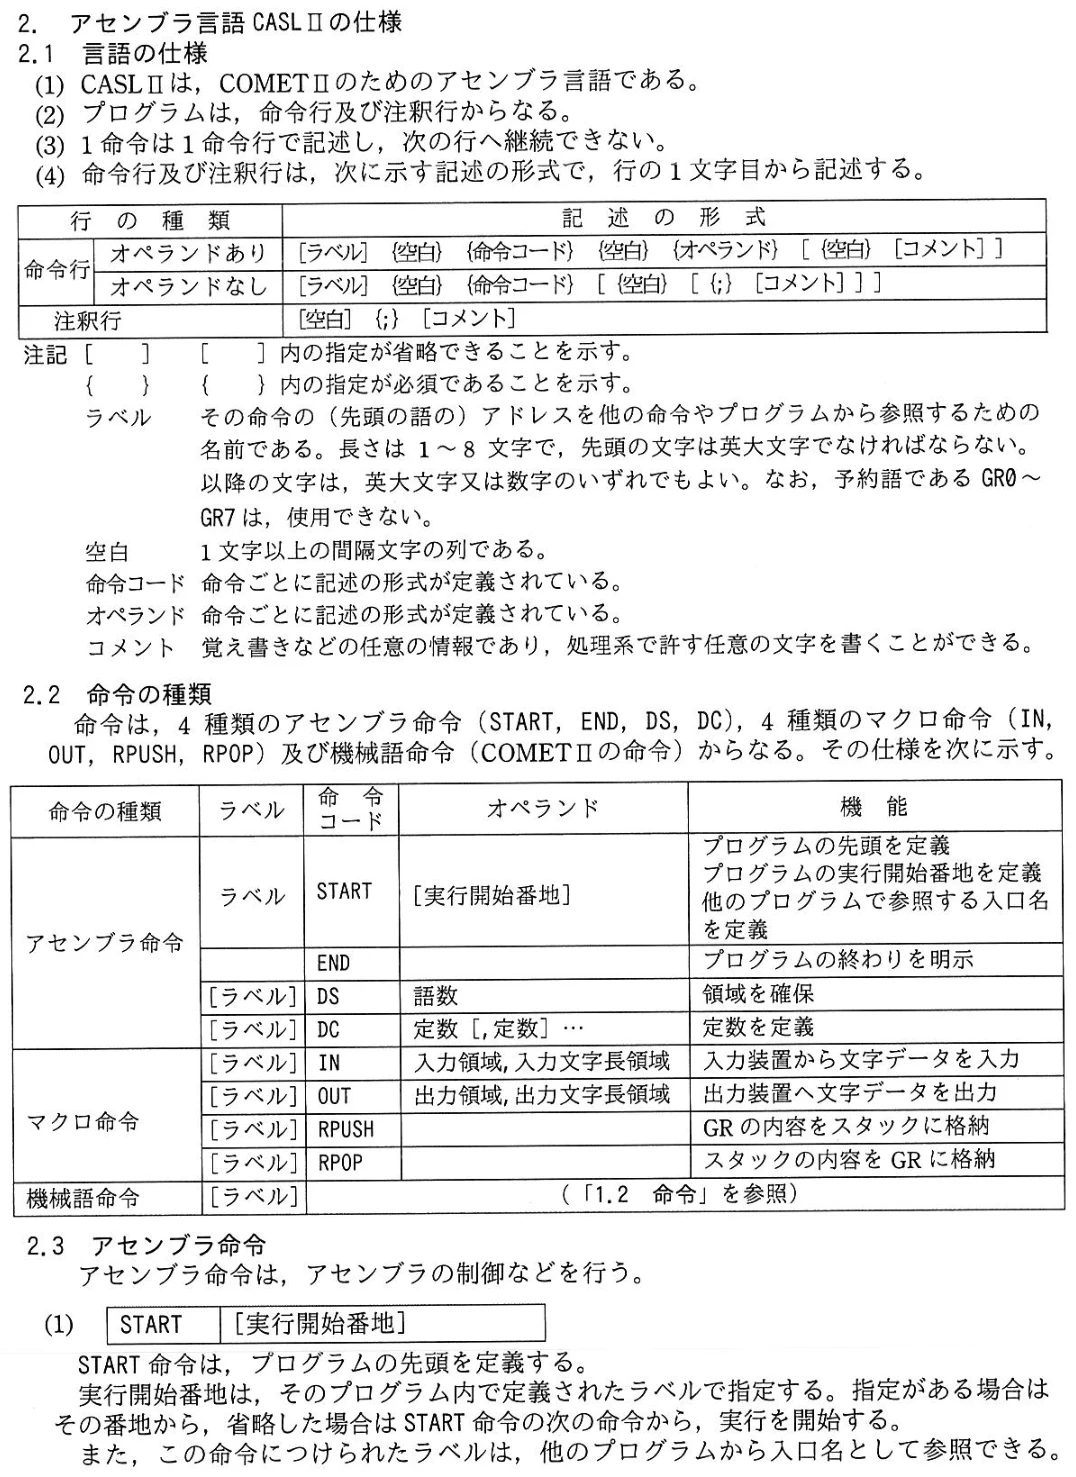 2. アセンブラ言語CASLⅡの仕様
2.1 言語の仕様
(1) CASLⅡは，COMETⅡのためのアセンブラ言語である。
(2) プログラムは，命令行及び注釈行からなる。
(3) 1命令は1命令行で記述し，次の行へ継続できない。
(4) 命令行及び注釈行は，次に示す記述の形式で，行の1文字目から記述する。
行の種類 記述の形式
命令行 オペランドあり [ラベル] {空白} {命令コード} {空白} {オペランド} [ {空白} [コメント] ]
オペランドなし [ラベル] {空白} {命令コード} [ {空白} [ {;} [コメント] ] ]
注釈行 [空白] {;} [コメント]
注記 [ ] [ ] 内の指定が省略できることを示す。
{ } { } 内の指定が必須であることを示す。
ラベル その命令の（先頭の語の）アドレスを他の命令やプログラムから参照するための
名前である。長さは 1～8 文字で，先頭の文字は英大文字でなければならない。
以降の文字は，英大文字又は数字のいずれでもよい。なお，予約語である GR0～
GR7 は，使用できない。
空白 1文字以上の間隔文字の列である。
命令コード 命令ごとに記述の形式が定義されている。
オペランド 命令ごとに記述の形式が定義されている。
コメント 覚え書きなどの任意の情報であり，処理系で許す任意の文字を書くことができる。
2.2 命令の種類
命令は，4 種類のアセンブラ命令（START，END，DS，DC），4 種類のマクロ命令（IN，
OUT，RPUSH，RPOP）及び機械語命令（COMETⅡの命令）からなる。その仕様を次に示す。
命令の種類 ラベル 命令コード オペランド 機能
アセンブラ命令 ラベル START [実行開始番地] プログラムの先頭を定義
プログラムの実行開始番地を定義
他のプログラムで参照する入口名
を定義
END プログラムの終わりを明示
[ラベル] DS 語数 領域を確保
[ラベル] DC 定数 [,定数] … 定数を定義
マクロ命令 [ラベル] IN 入力領域,入力文字長領域 入力装置から文字データを入力
[ラベル] OUT 出力領域,出力文字長領域 出力装置へ文字データを出力
[ラベル] RPUSH GR の内容をスタックに格納
[ラベル] RPOP スタックの内容を GR に格納
機械語命令 [ラベル] （「1.2 命令」を参照）
2.3 アセンブラ命令
アセンブラ命令は，アセンブラの制御などを行う。
(1) START [実行開始番地]
START 命令は，プログラムの先頭を定義する。
実行開始番地は，そのプログラム内で定義されたラベルで指定する。指定がある場合は
その番地から，省略した場合は START 命令の次の命令から，実行を開始する。
また，この命令につけられたラベルは，他のプログラムから入口名として参照できる。